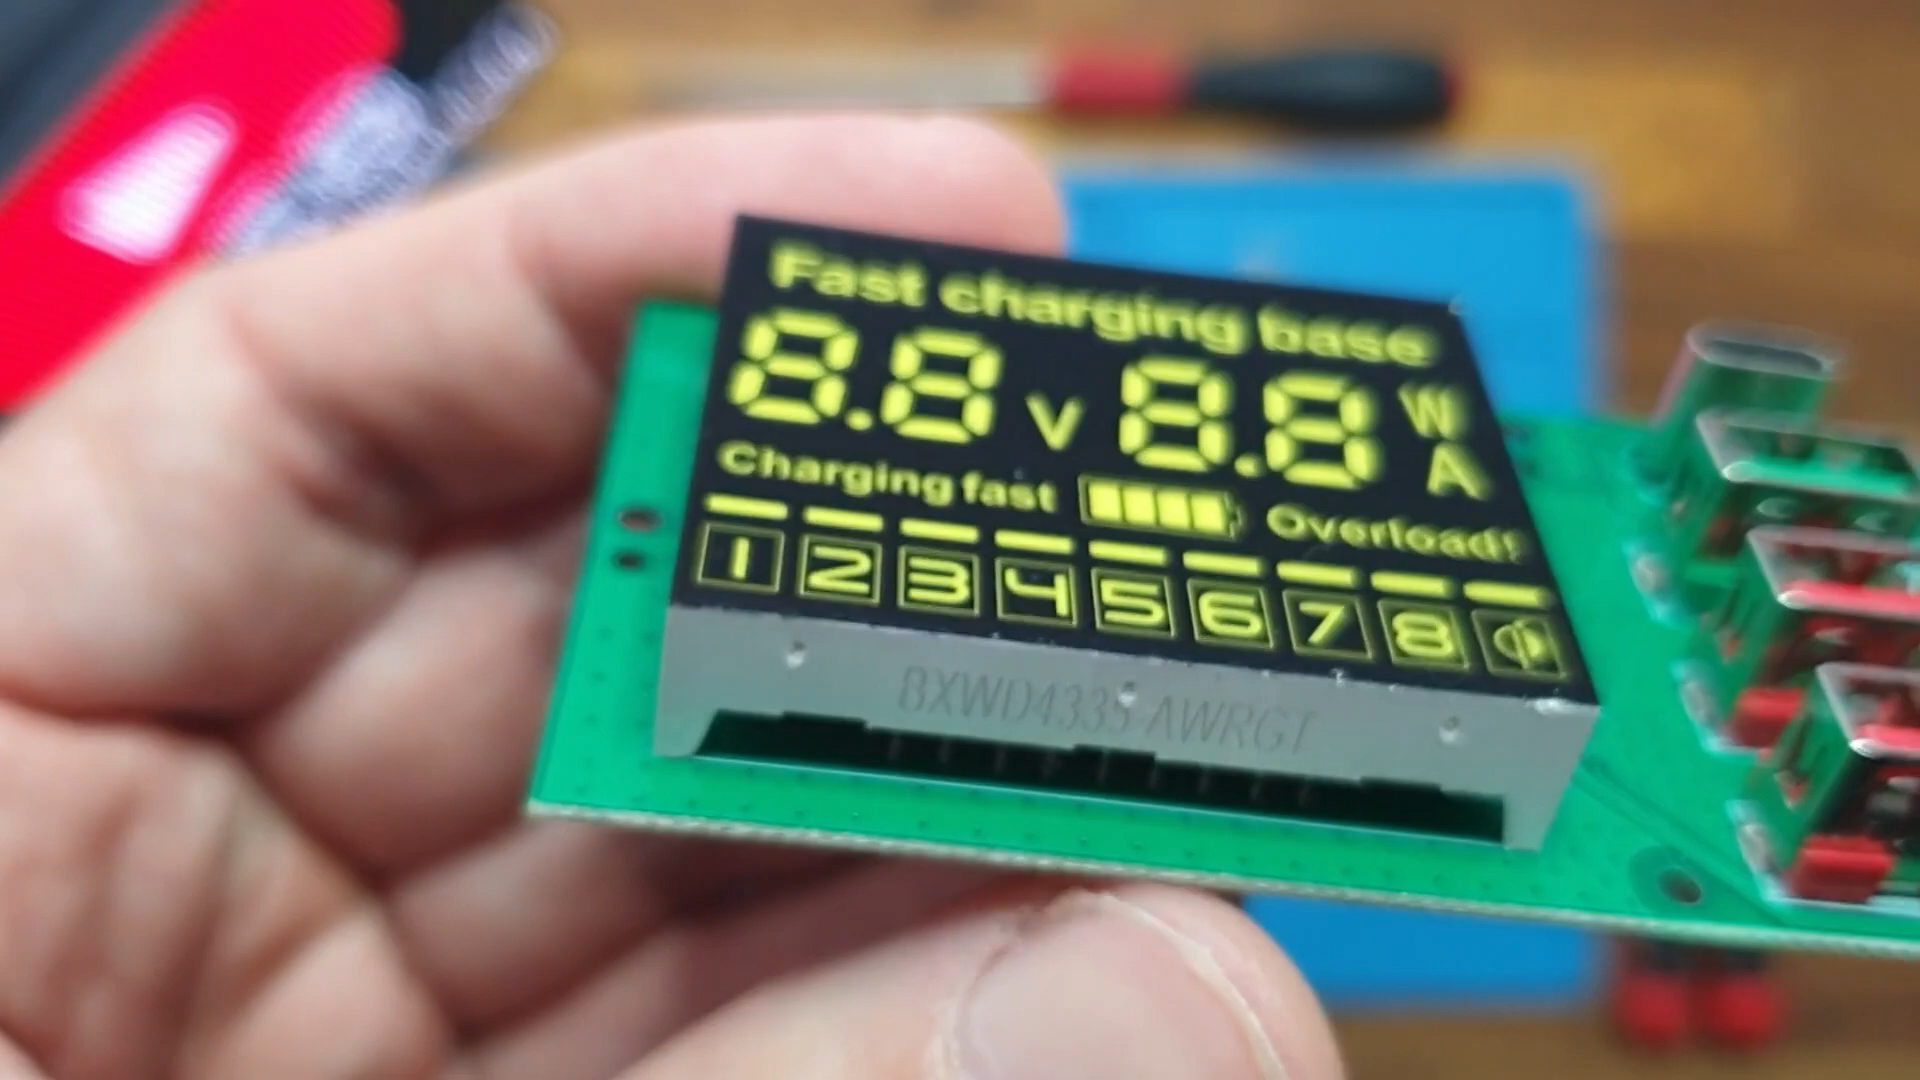 Fast charging base
8.8 V 8.8 W A
Charging fast Overload!
1 2 3 4 5 6 7 8
BXWD4335-AWRGT